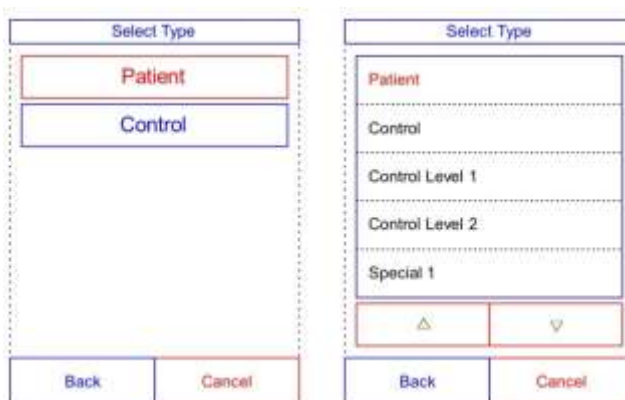 Select Type
Patient
Control
Back Cancel
Select Type
Patient
Control
Control Level 1
Control Level 2
Special 1
Back Cancel